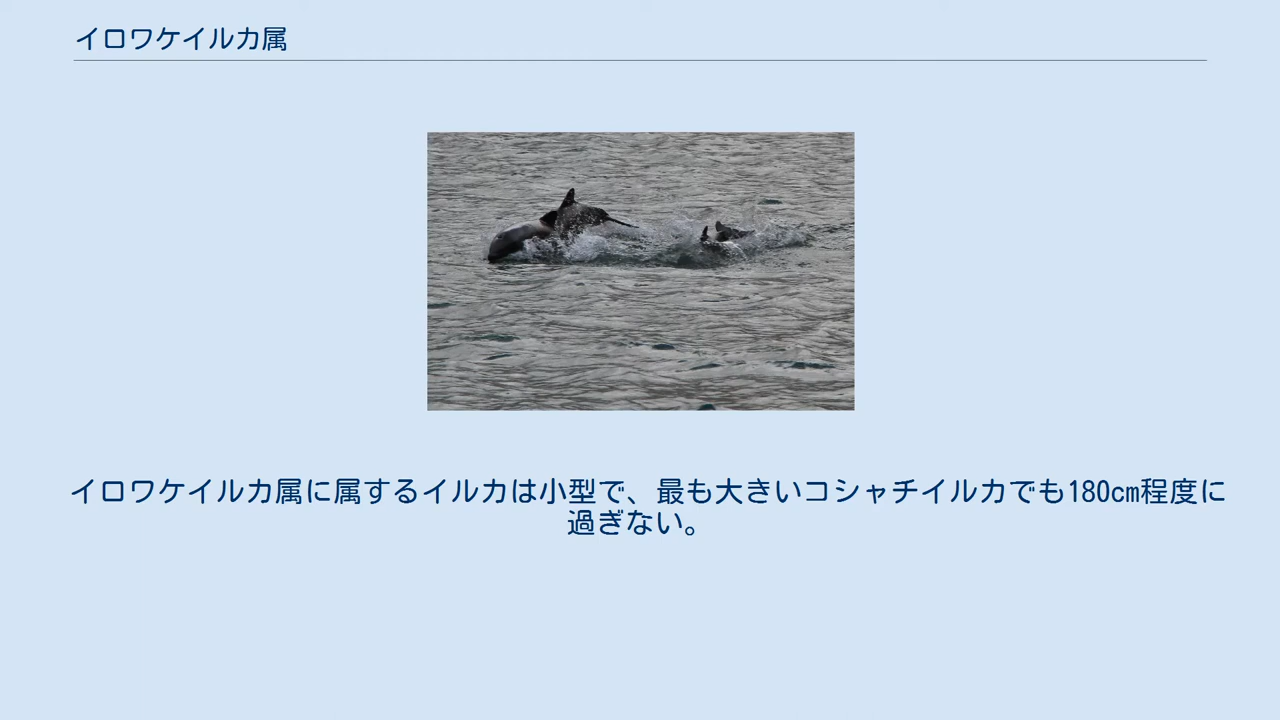 イロワケイルカ属
イロワケイルカ属に属するイルカは小型で、最も大きいコシャチイルカでも180cm程度に
過ぎない。